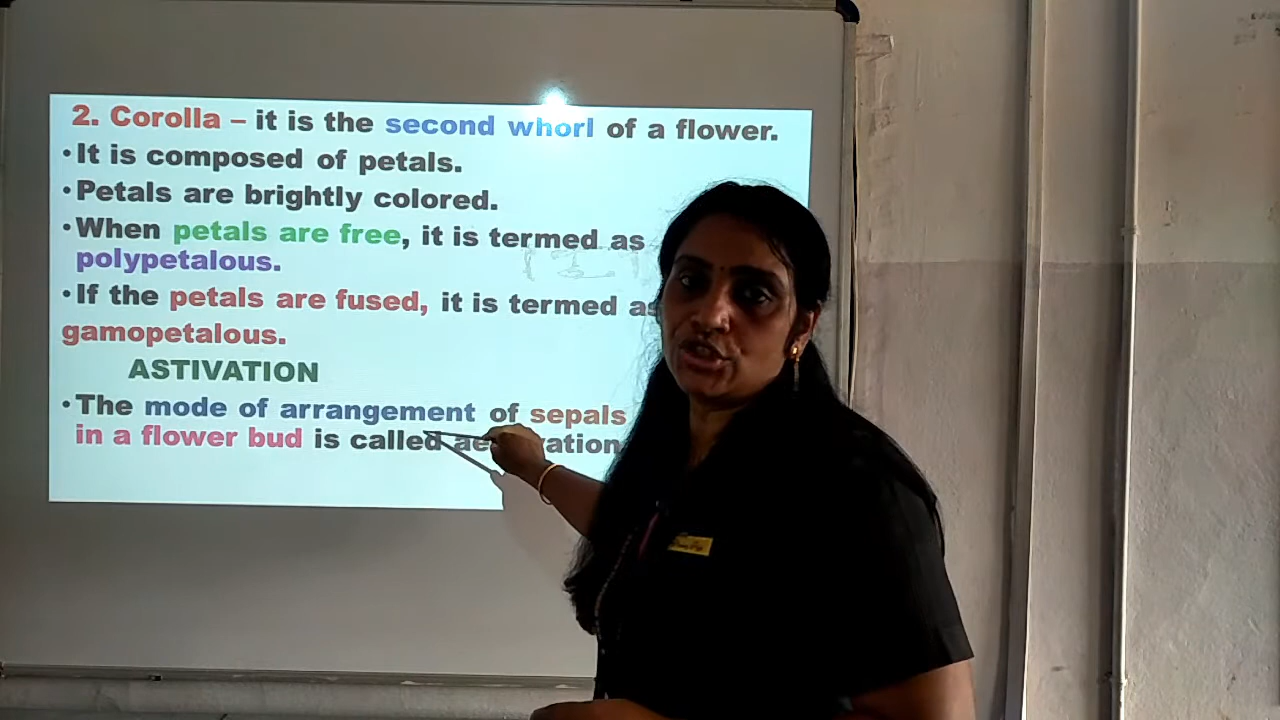 2. Corolla – it is the second whorl of a flower.
•It is composed of petals.
•Petals are brightly colored.
•When petals are free, it is termed as
polypetalous.
•If the petals are fused, it is termed as
gamopetalous.
ASTIVATION
•The mode of arrangement of sepals
in a flower bud is called